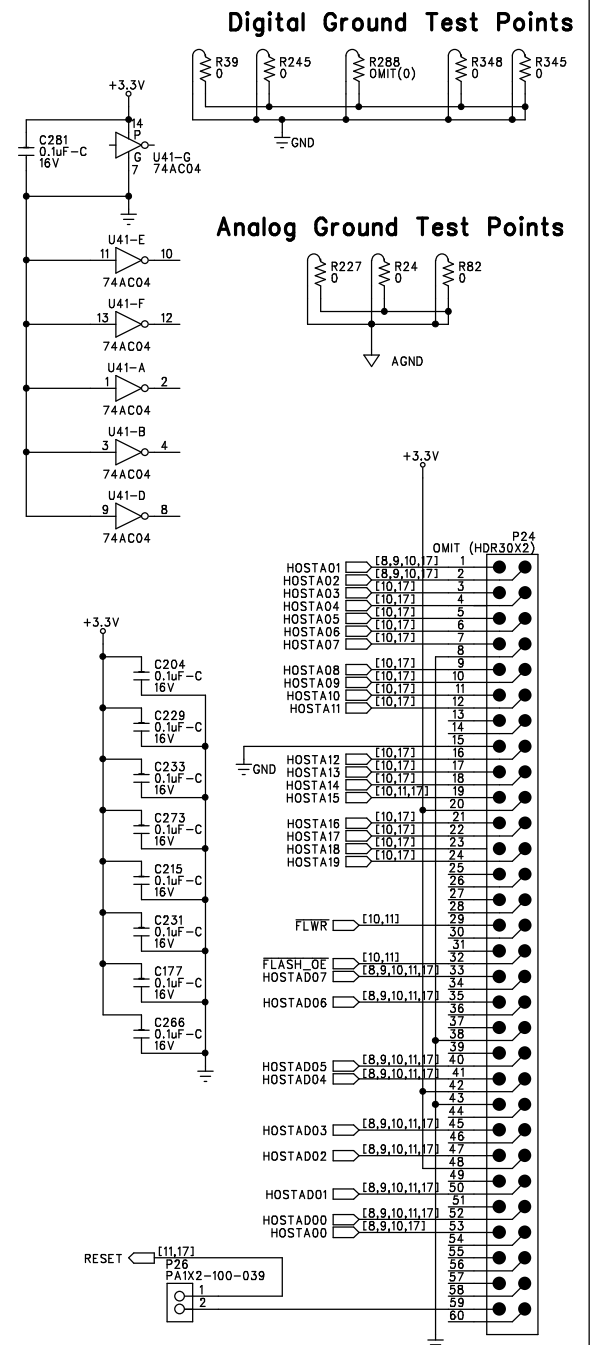 Digital Ground Test Points
R39
0
R245
0
R288
OMIT(0)
R348
0
R345
0
GND
+3.3V
14
P
G
7
U41-G
74AC04
C281
0.1uF-C
16V
U41-E
11
10
74AC04
U41-F
13
12
74AC04
U41-A
1
2
74AC04
U41-B
3
4
74AC04
U41-D
9
8
74AC04
Analog Ground Test Points
R227
0
R24
0
R82
0
AGND
+3.3V
C204
0.1uF-C
16V
C229
0.1uF-C
16V
C233
0.1uF-C
16V
C273
0.1uF-C
16V
C215
0.1uF-C
16V
C231
0.1uF-C
16V
C177
0.1uF-C
16V
C266
0.1uF-C
16V
+3.3V
P24
OMIT (HDR30X2)
HOSTA01 [8,9,10,17] 1
HOSTA02 [8,9,10,17] 2
HOSTA03 [10,17] 3
HOSTA04 4
HOSTA05 [10,17] 5
HOSTA06 [10,17] 6
HOSTA07 [10,17] 7
8
HOSTA08 [10,17] 9
HOSTA09 [10,17] 10
HOSTA10 [10,17] 11
HOSTA11 [10,17] 12
13
14
GND 15
HOSTA12 [10,17] 16
HOSTA13 [10,17] 17
HOSTA14 [10,17] 18
HOSTA15 [10,11,17] 19
20
HOSTA16 [10,17] 21
HOSTA17 [10,17] 22
HOSTA18 [10,17] 23
HOSTA19 [10,17] 24
25
26
27
28
FLWR [10,11] 29
30
31
FLASH_OE [10,11] 32
HOSTAD07 [8,9,10,11,17] 33
34
HOSTAD06 [8,9,10,11,17] 35
36
37
38
39
HOSTAD05 [8,9,10,11,17] 40
HOSTAD04 [8,9,10,11,17] 41
42
43
44
HOSTAD03 [8,9,10,11,17] 45
46
HOSTAD02 [8,9,10,11,17] 47
48
49
HOSTAD01 [8,9,10,11,17] 50
51
HOSTAD00 [8,9,10,11,17] 52
HOSTA00 [8,9,10,17] 53
54
55
56
57
58
59
60
RESET [11,17]
P26
PA1X2-100-039
1
2